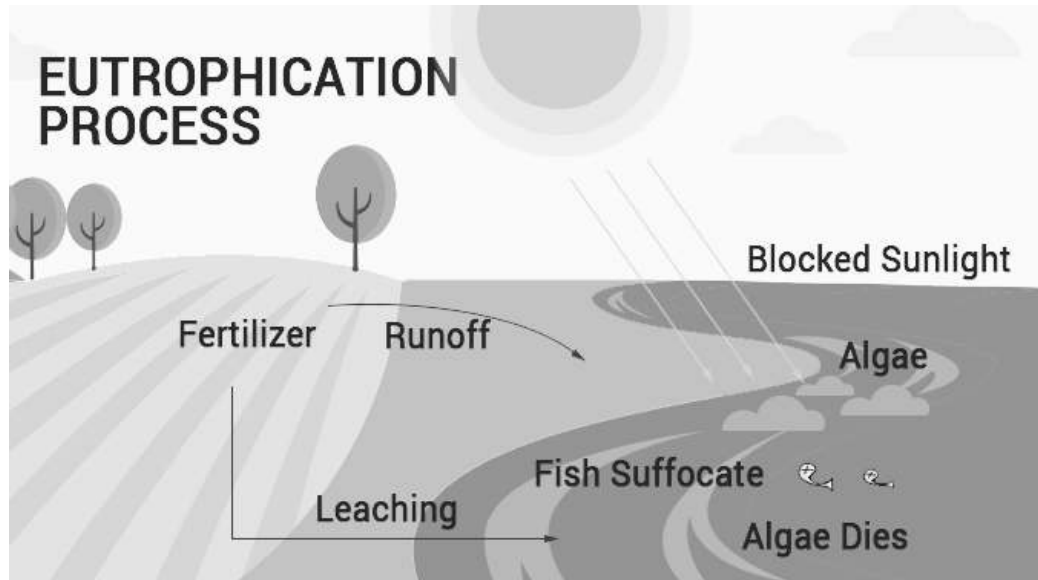 EUTROPHICATION
PROCESS
Blocked Sunlight
Fertilizer
Runoff
Algae
Fish Suffocate
Leaching
Algae Dies